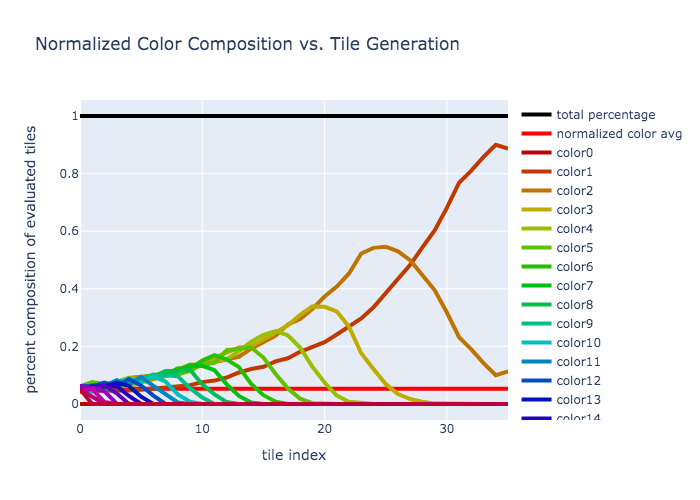 Normalized Color Composition vs. Tile Generation
percent composition of evaluated tiles
1
0.8
0.6
0.4
0.2
0
0 10 20 30
tile index
total percentage
normalized color avg
color0
color1
color2
color3
color4
color5
color6
color7
color8
color9
color10
color11
color12
color13
color14